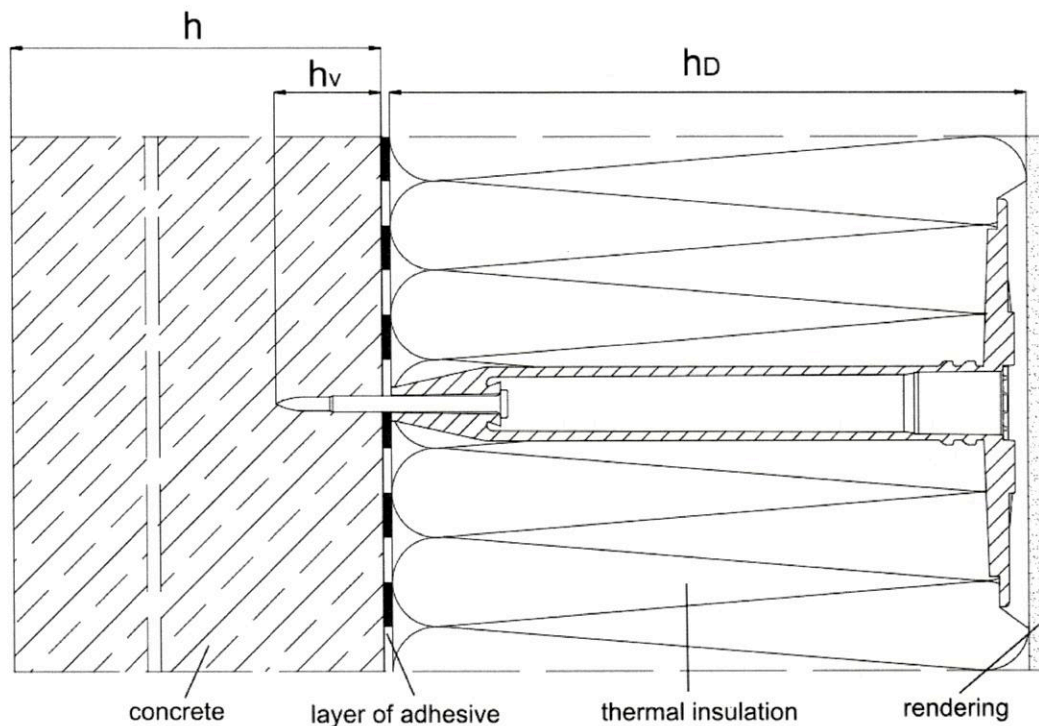 h
hv
hD
concrete
layer of adhesive
thermal insulation
rendering